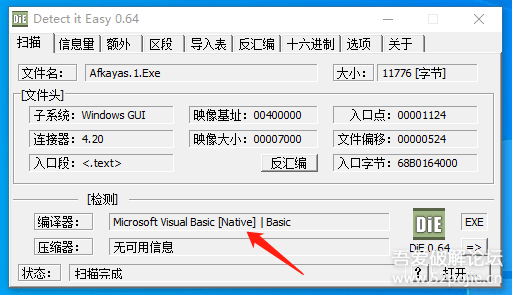 Detect it Easy 0.64
扫描 信息量 额外 区段 导入表 反汇编 十六进制 选项 关于
文件名： Afkayas.1.Exe 大小： 11776 [字节]
[文件头]
子系统： Windows GUI 映像基址： 00400000 入口点： 00001124
连接器： 4.20 映像大小： 00007000 文件偏移： 00000524
入口段： <.text> 反汇编 入口字节： 68B0164000
[检测]
编译器： Microsoft Visual Basic [Native] | Basic DiE EXE
压缩器： 无可用信息 DiE 0.64 =>
状态： 扫描完成 ? 打开
吾爱破解论坛
www.52pojie.cn